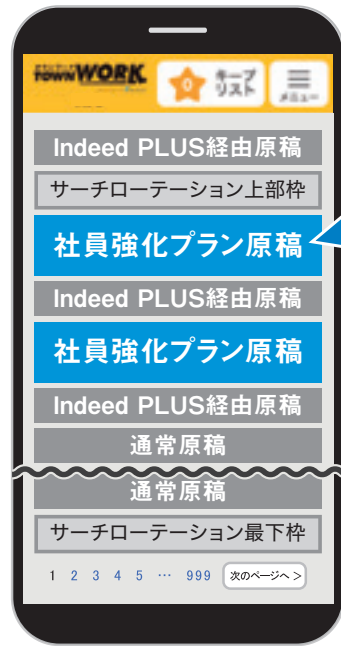 TOWNWORK
0
キープ
リスト
メニュー
Indeed PLUS経由原稿
サーチローテーション上部枠
社員強化プラン原稿
Indeed PLUS経由原稿
社員強化プラン原稿
Indeed PLUS経由原稿
通常原稿
通常原稿
サーチローテーション最下枠
1 2 3 4 5 … 999 次のページへ >